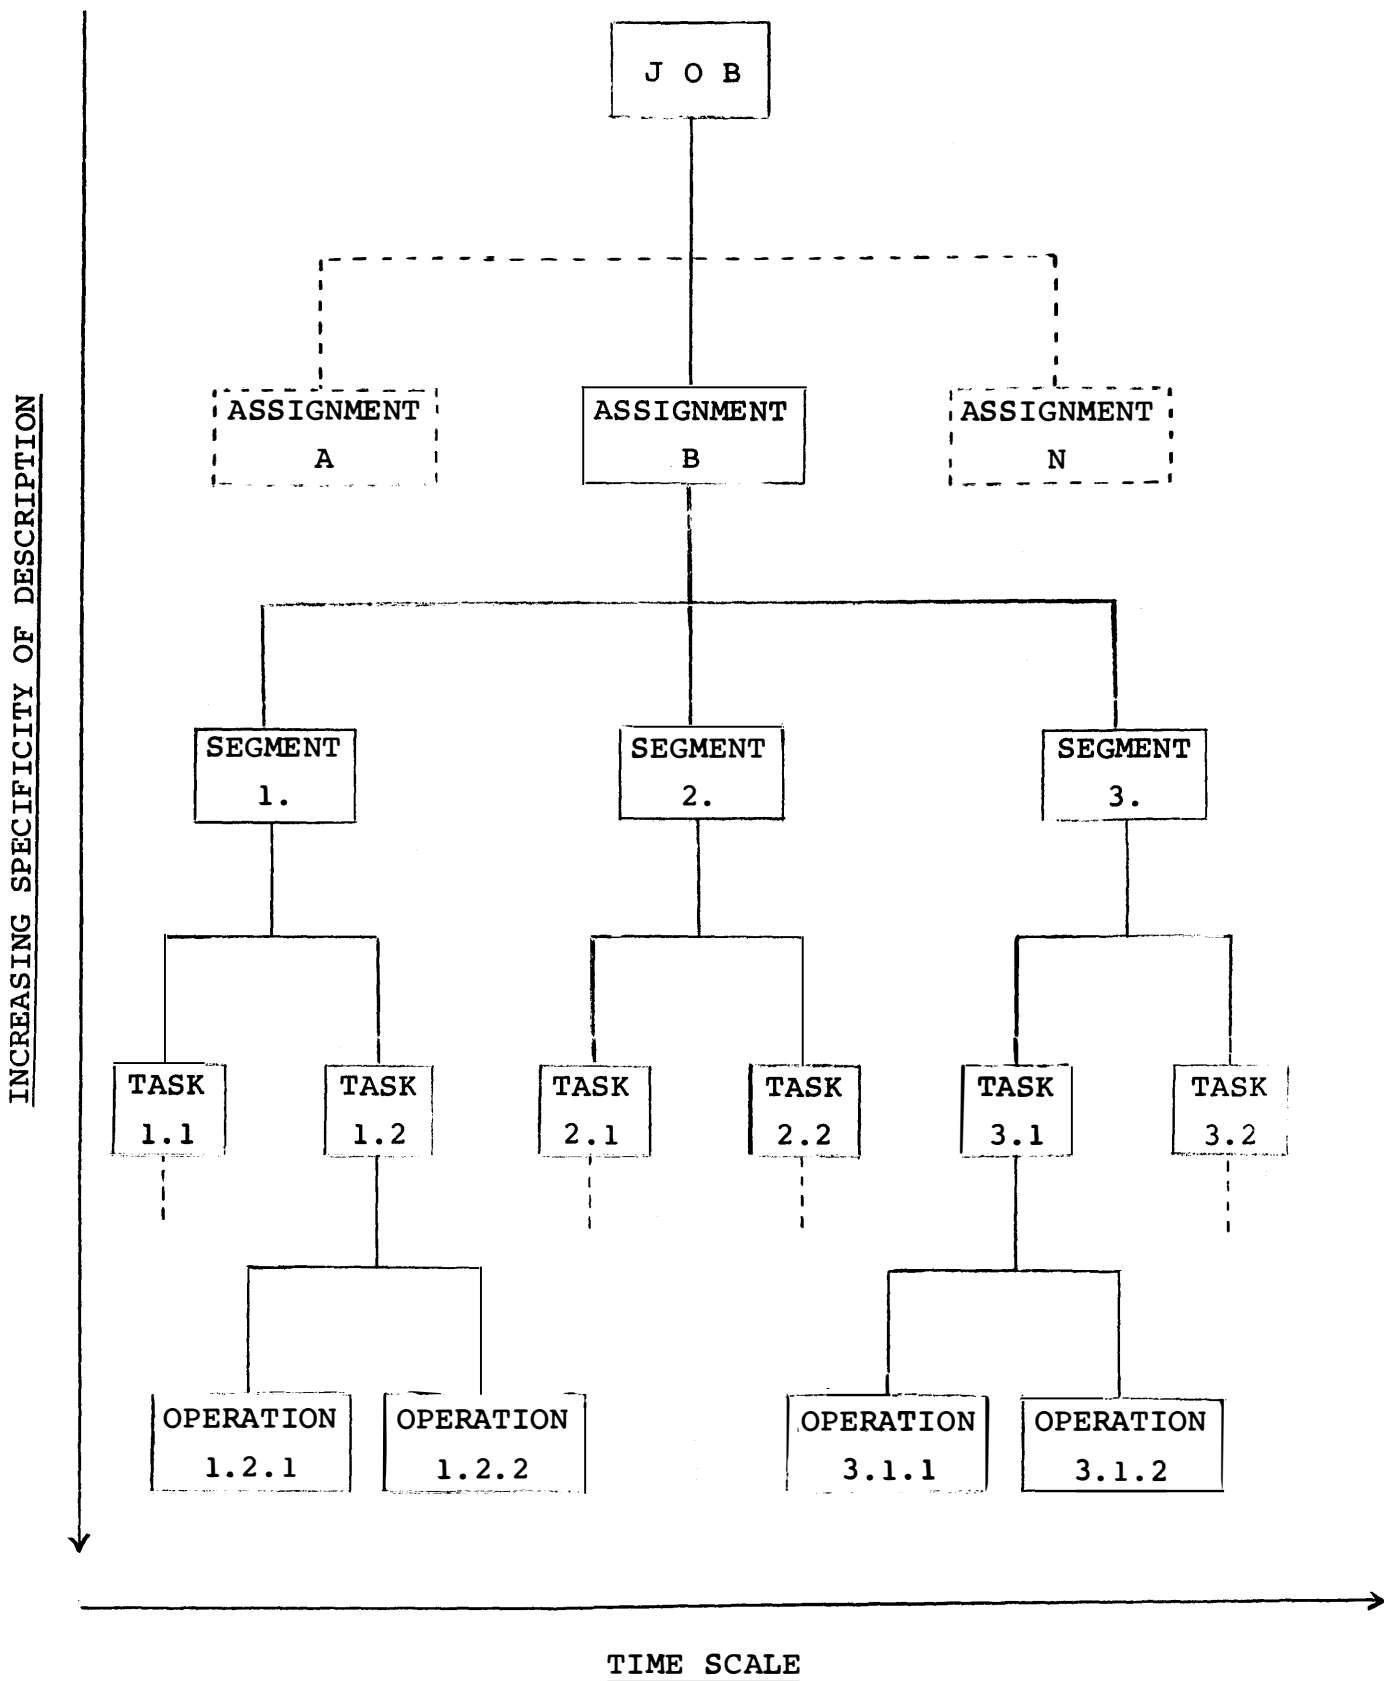 J O B
ASSIGNMENT
A
ASSIGNMENT
B
ASSIGNMENT
N
INCREASING SPECIFICITY OF DESCRIPTION
SEGMENT
1.
SEGMENT
2.
SEGMENT
3.
TASK
1.1
TASK
1.2
TASK
2.1
TASK
2.2
TASK
3.1
TASK
3.2
OPERATION
1.2.1
OPERATION
1.2.2
OPERATION
3.1.1
OPERATION
3.1.2
TIME SCALE